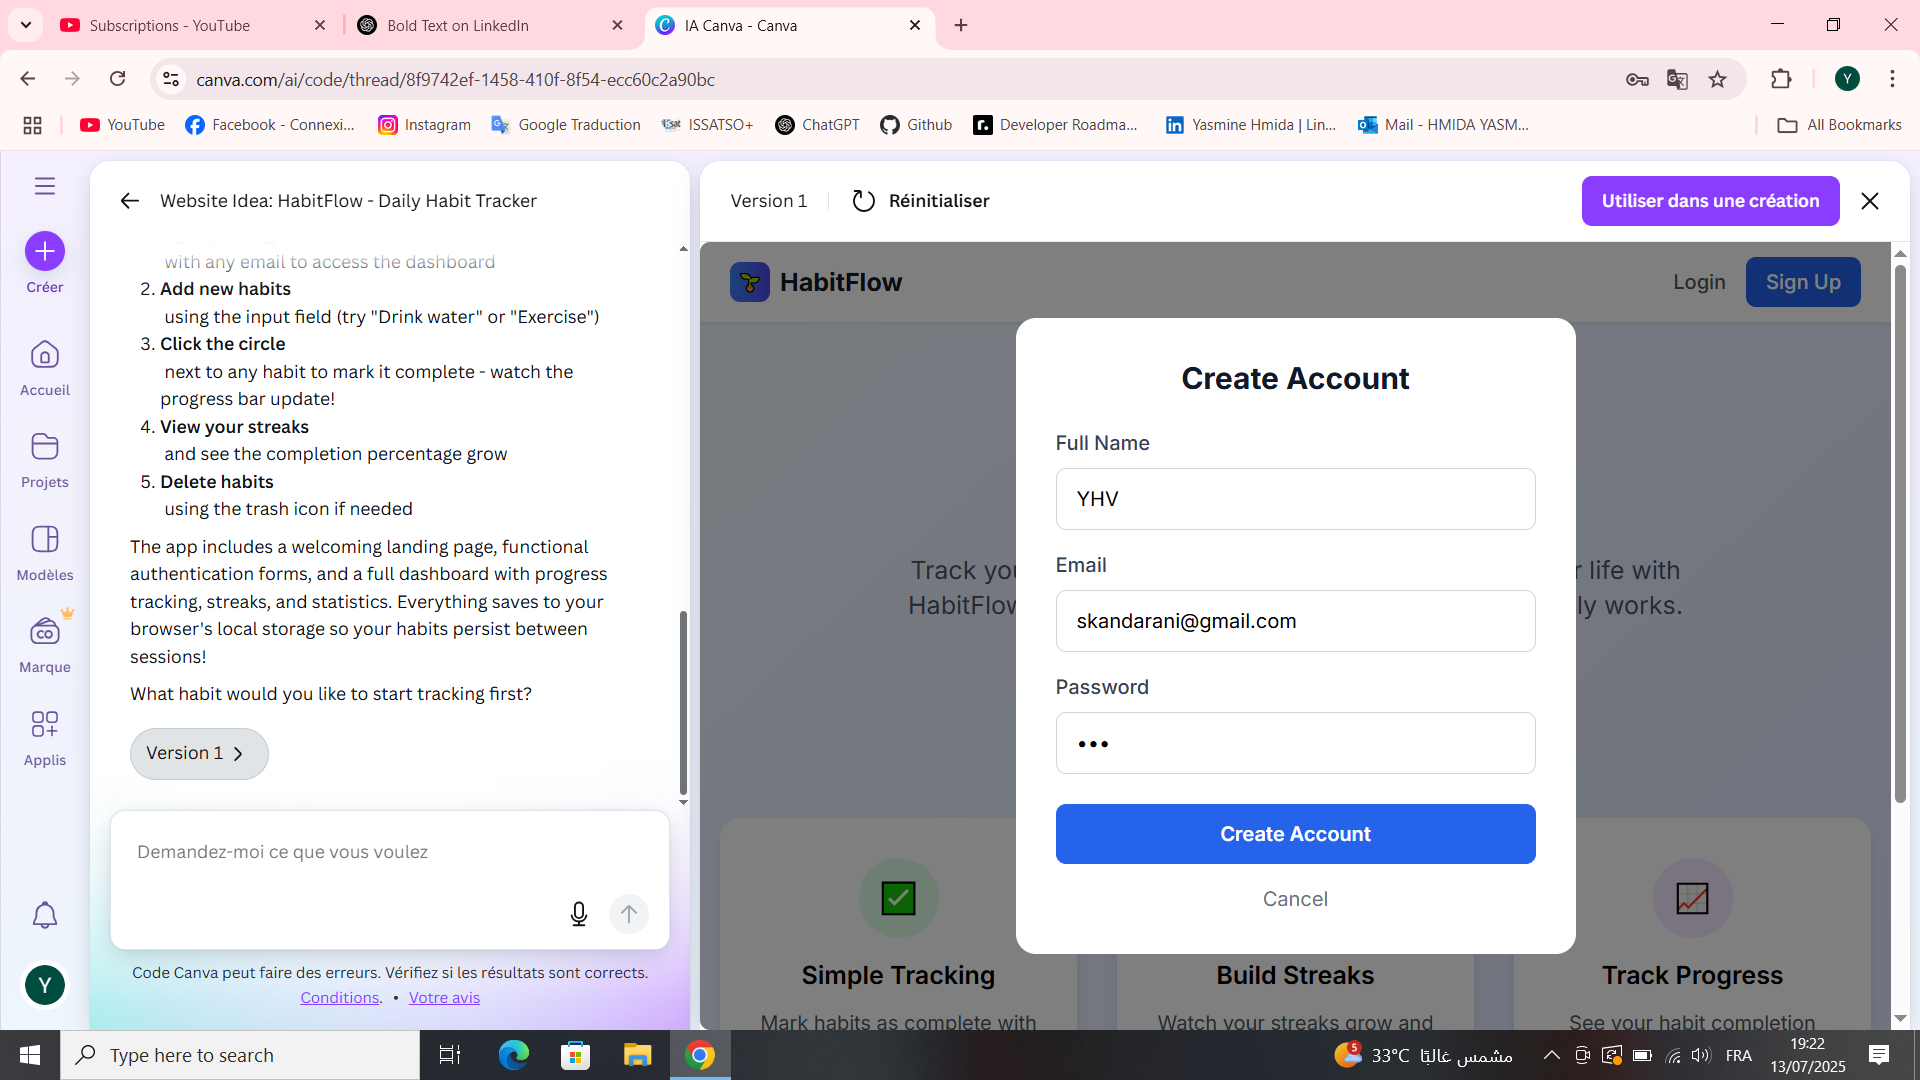 Subscriptions - YouTube
Bold Text on LinkedIn
IA Canva - Canva
canva.com/ai/code/thread/8f9742ef-1458-410f-8f54-ecc60c2a90bc
Y
YouTube
Facebook - Connexi...
Instagram
Google Traduction
ISSATSO+
ChatGPT
Github
Developer Roadma...
Yasmine Hmida | Lin...
Mail - HMIDA YASM...
All Bookmarks
Créer
Accueil
Projets
Modèles
Marque
Applis
Y
Website Idea: HabitFlow - Daily Habit Tracker
with any email to access the dashboard
2. Add new habits
using the input field (try "Drink water" or "Exercise")
3. Click the circle
next to any habit to mark it complete - watch the
progress bar update!
4. View your streaks
and see the completion percentage grow
5. Delete habits
using the trash icon if needed
The app includes a welcoming landing page, functional
authentication forms, and a full dashboard with progress
tracking, streaks, and statistics. Everything saves to your
browser's local storage so your habits persist between
sessions!
What habit would you like to start tracking first?
Version 1
Demandez-moi ce que vous voulez
Code Canva peut faire des erreurs. Vérifiez si les résultats sont corrects.
Conditions. • Votre avis
Version 1
Réinitialiser
Utiliser dans une création
HabitFlow
Login
Sign Up
Track you
r life with
HabitFlow
ly works.
Create Account
Full Name
YHV
Email
skandarani@gmail.com
Password
•••
Create Account
Cancel
Simple Tracking
Build Streaks
Track Progress
Mark habits as complete with
Watch your streaks grow and
See your habit completion
Type here to search
5
33°C مشمس غالبًا
FRA
19:22
13/07/2025